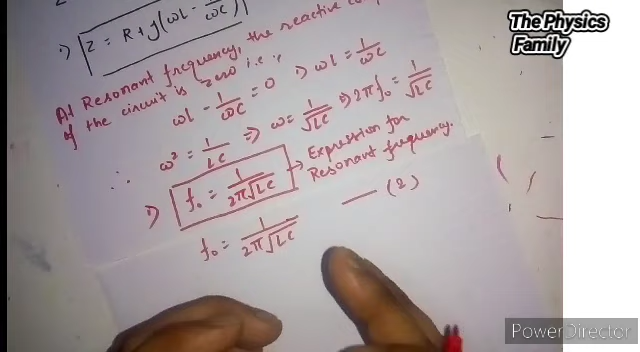 ⇒ Z = R + j(ωL - 1/ωC)
At Resonant frequency, the reactive
of the circuit is zero i.e.,
ωL - 1/ωC = 0 ⇒ ωL = 1/ωC
∴ ω² = 1/LC ⇒ ω = 1/√LC ⇒ 2πf₀ = 1/√LC
⇒ f₀ = 1/2π√LC → Expression for
Resonant frequency.
f₀ = 1/2π√LC — (2)
The Physics
Family
PowerDirector